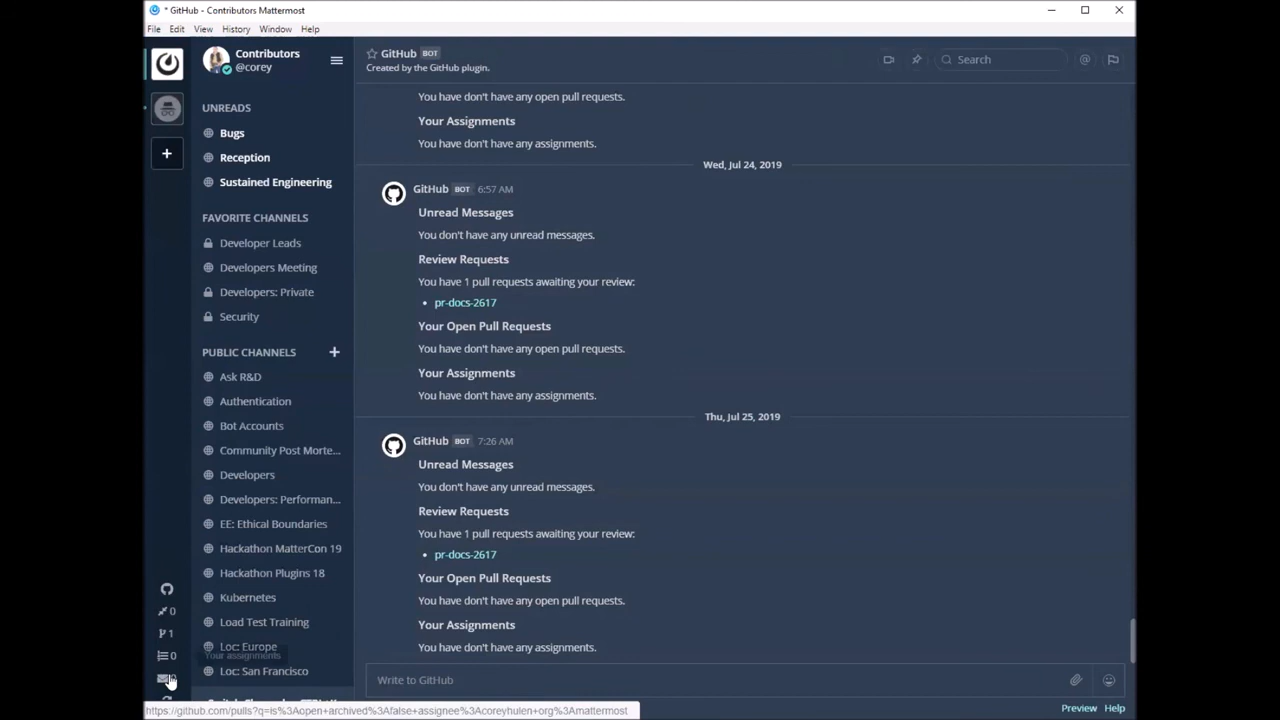 * GitHub - Contributors Mattermost
File Edit View History Window Help
Contributors
@corey
UNREADS
Bugs
Reception
Sustained Engineering
FAVORITE CHANNELS
Developer Leads
Developers Meeting
Developers: Private
Security
PUBLIC CHANNELS +
Ask R&D
Authentication
Bot Accounts
Community Post Morte...
Developers
Developers: Performan...
EE: Ethical Boundaries
Hackathon MatterCon 19
Hackathon Plugins 18
Kubernetes
Load Test Training
Loc: Europe
Your assignments
Loc: San Francisco
0
1
0
GitHub BOT
Created by the GitHub plugin.
Search
You have don't have any open pull requests.
Your Assignments
You have don't have any assignments.
Wed, Jul 24, 2019
GitHub BOT 6:57 AM
Unread Messages
You don't have any unread messages.
Review Requests
You have 1 pull requests awaiting your review:
• pr-docs-2617
Your Open Pull Requests
You have don't have any open pull requests.
Your Assignments
You have don't have any assignments.
Thu, Jul 25, 2019
GitHub BOT 7:26 AM
Unread Messages
You don't have any unread messages.
Review Requests
You have 1 pull requests awaiting your review:
• pr-docs-2617
Your Open Pull Requests
You have don't have any open pull requests.
Your Assignments
You have don't have any assignments.
Write to GitHub
Preview Help
https://github.com/pulls?q=is%3Aopen+archived%3Afalse+assignee%3Acoreyhulen+org%3Amattermost